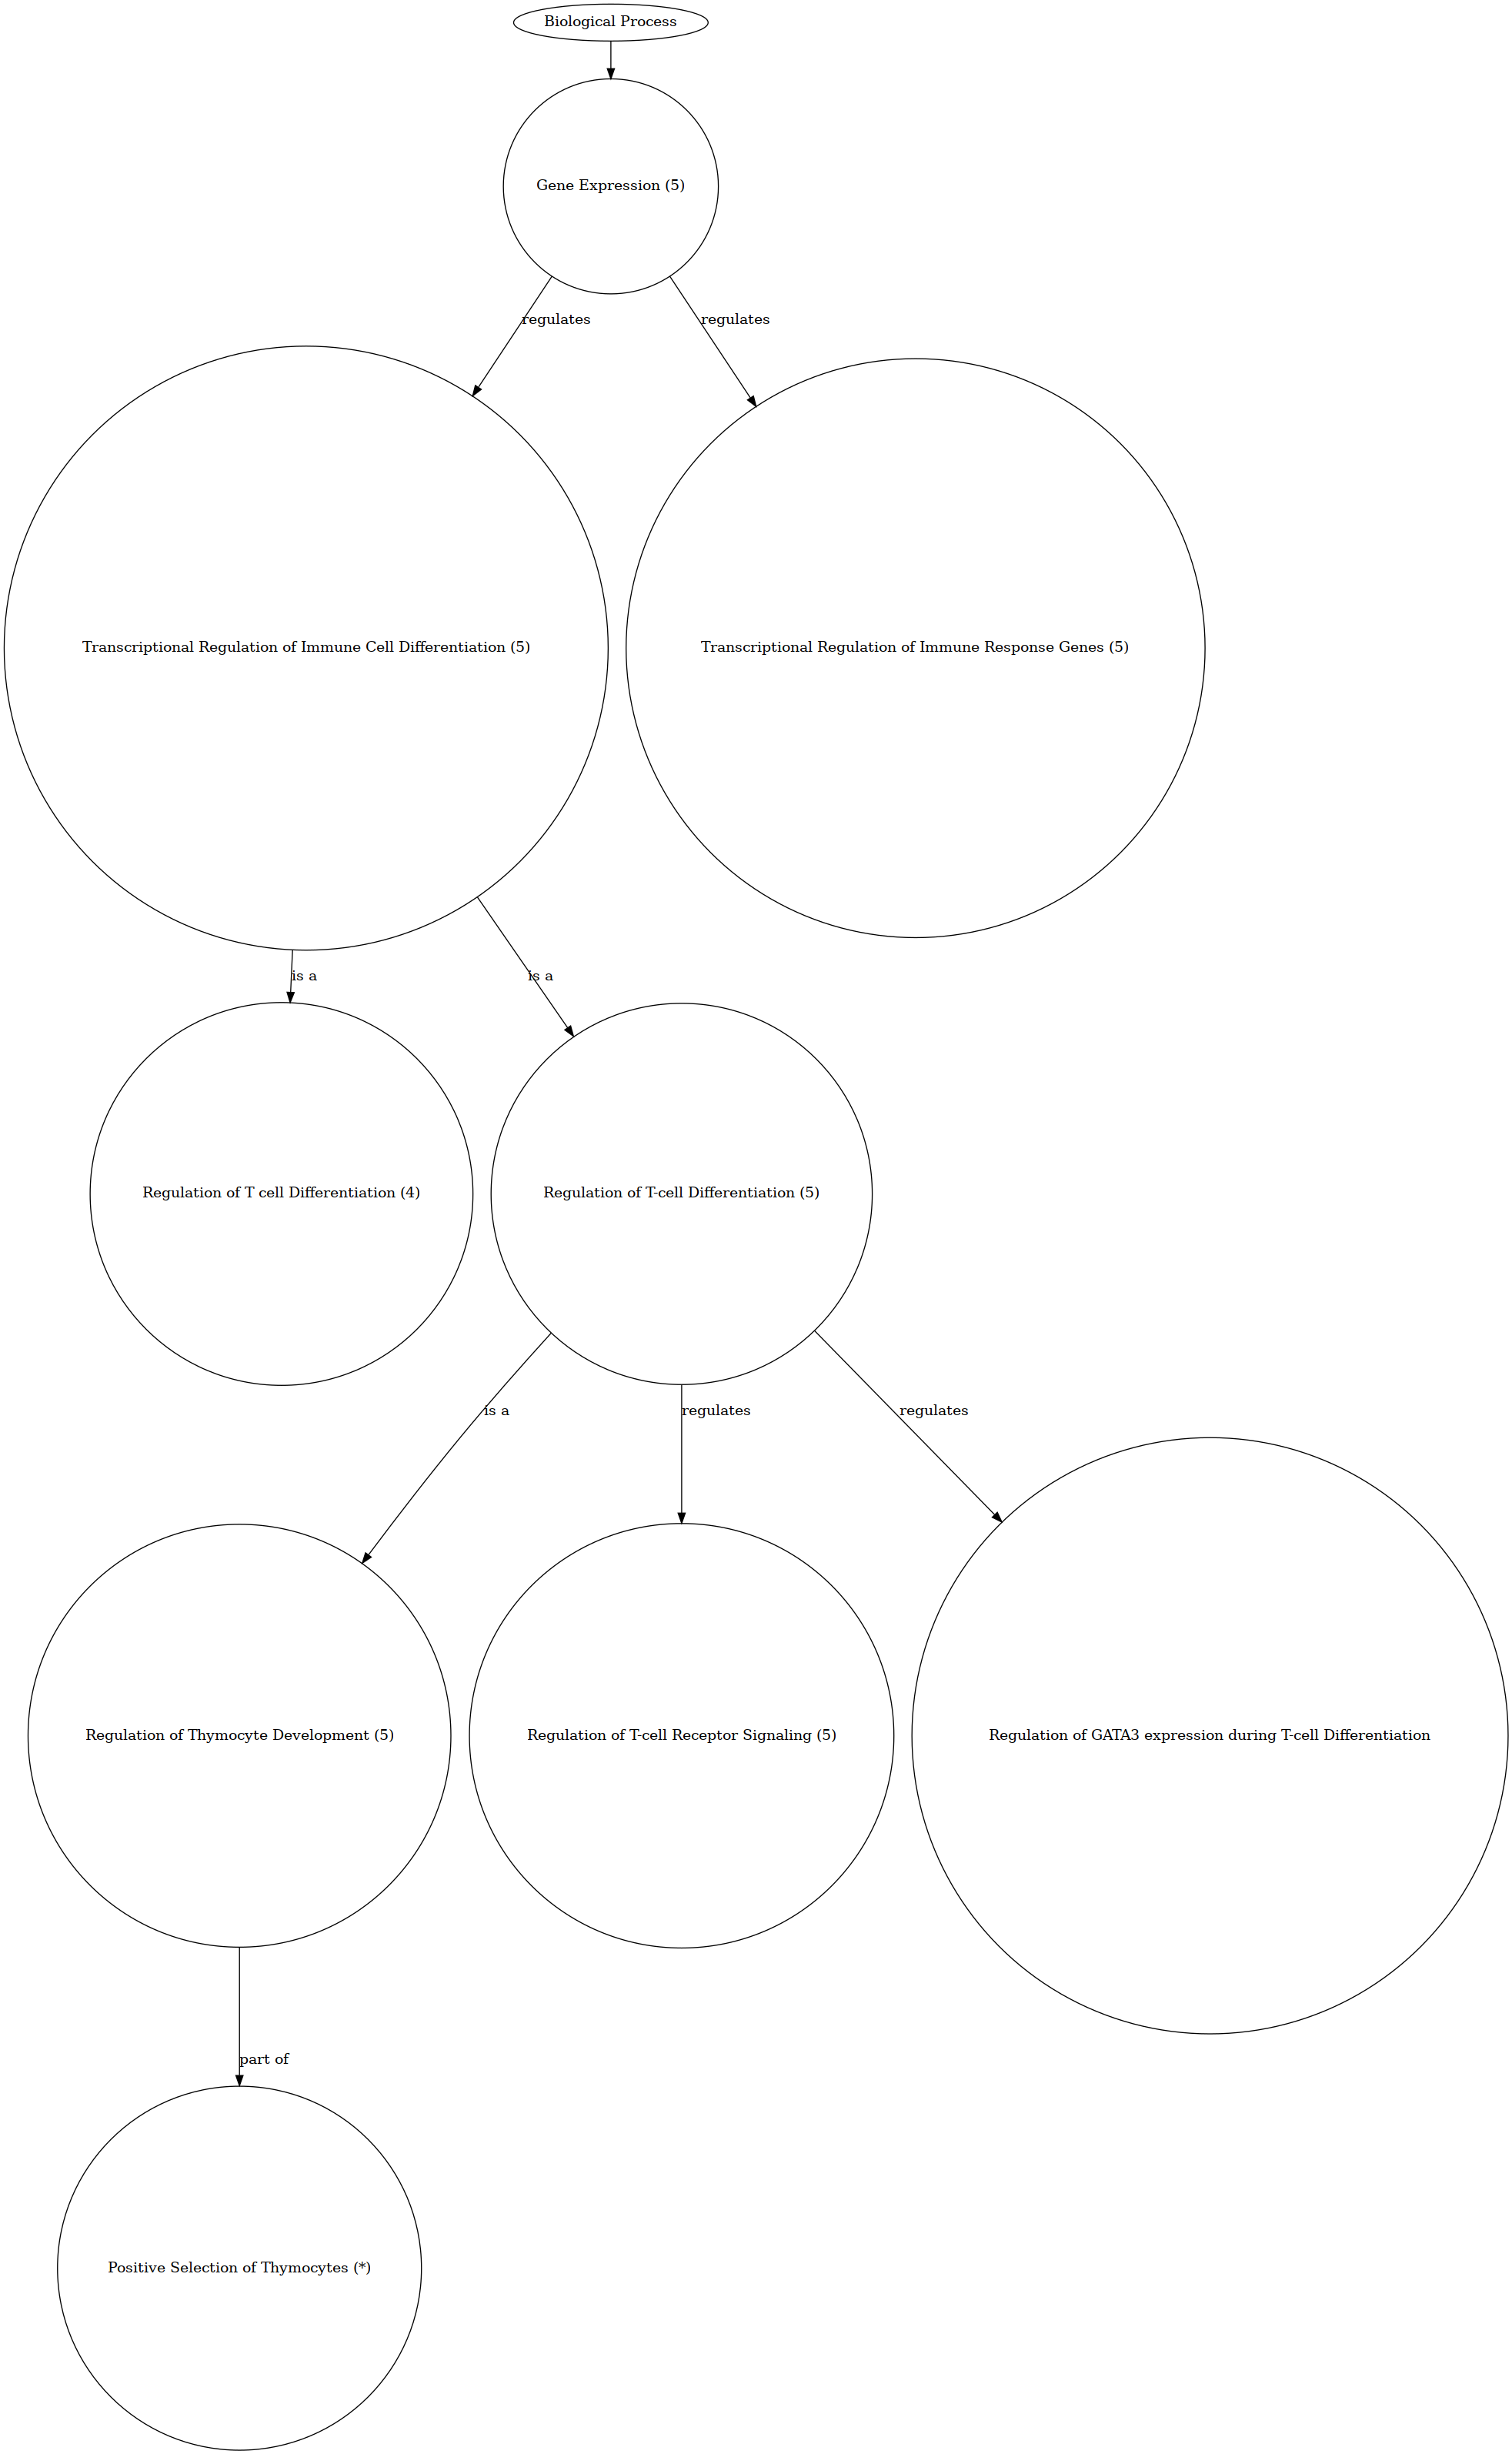 Biological Process
Gene Expression (5)
regulates
regulates
Transcriptional Regulation of Immune Cell Differentiation (5)
Transcriptional Regulation of Immune Response Genes (5)
is a
is a
Regulation of T cell Differentiation (4)
Regulation of T-cell Differentiation (5)
is a
regulates
regulates
Regulation of Thymocyte Development (5)
Regulation of T-cell Receptor Signaling (5)
Regulation of GATA3 expression during T-cell Differentiation
part of
Positive Selection of Thymocytes (*)